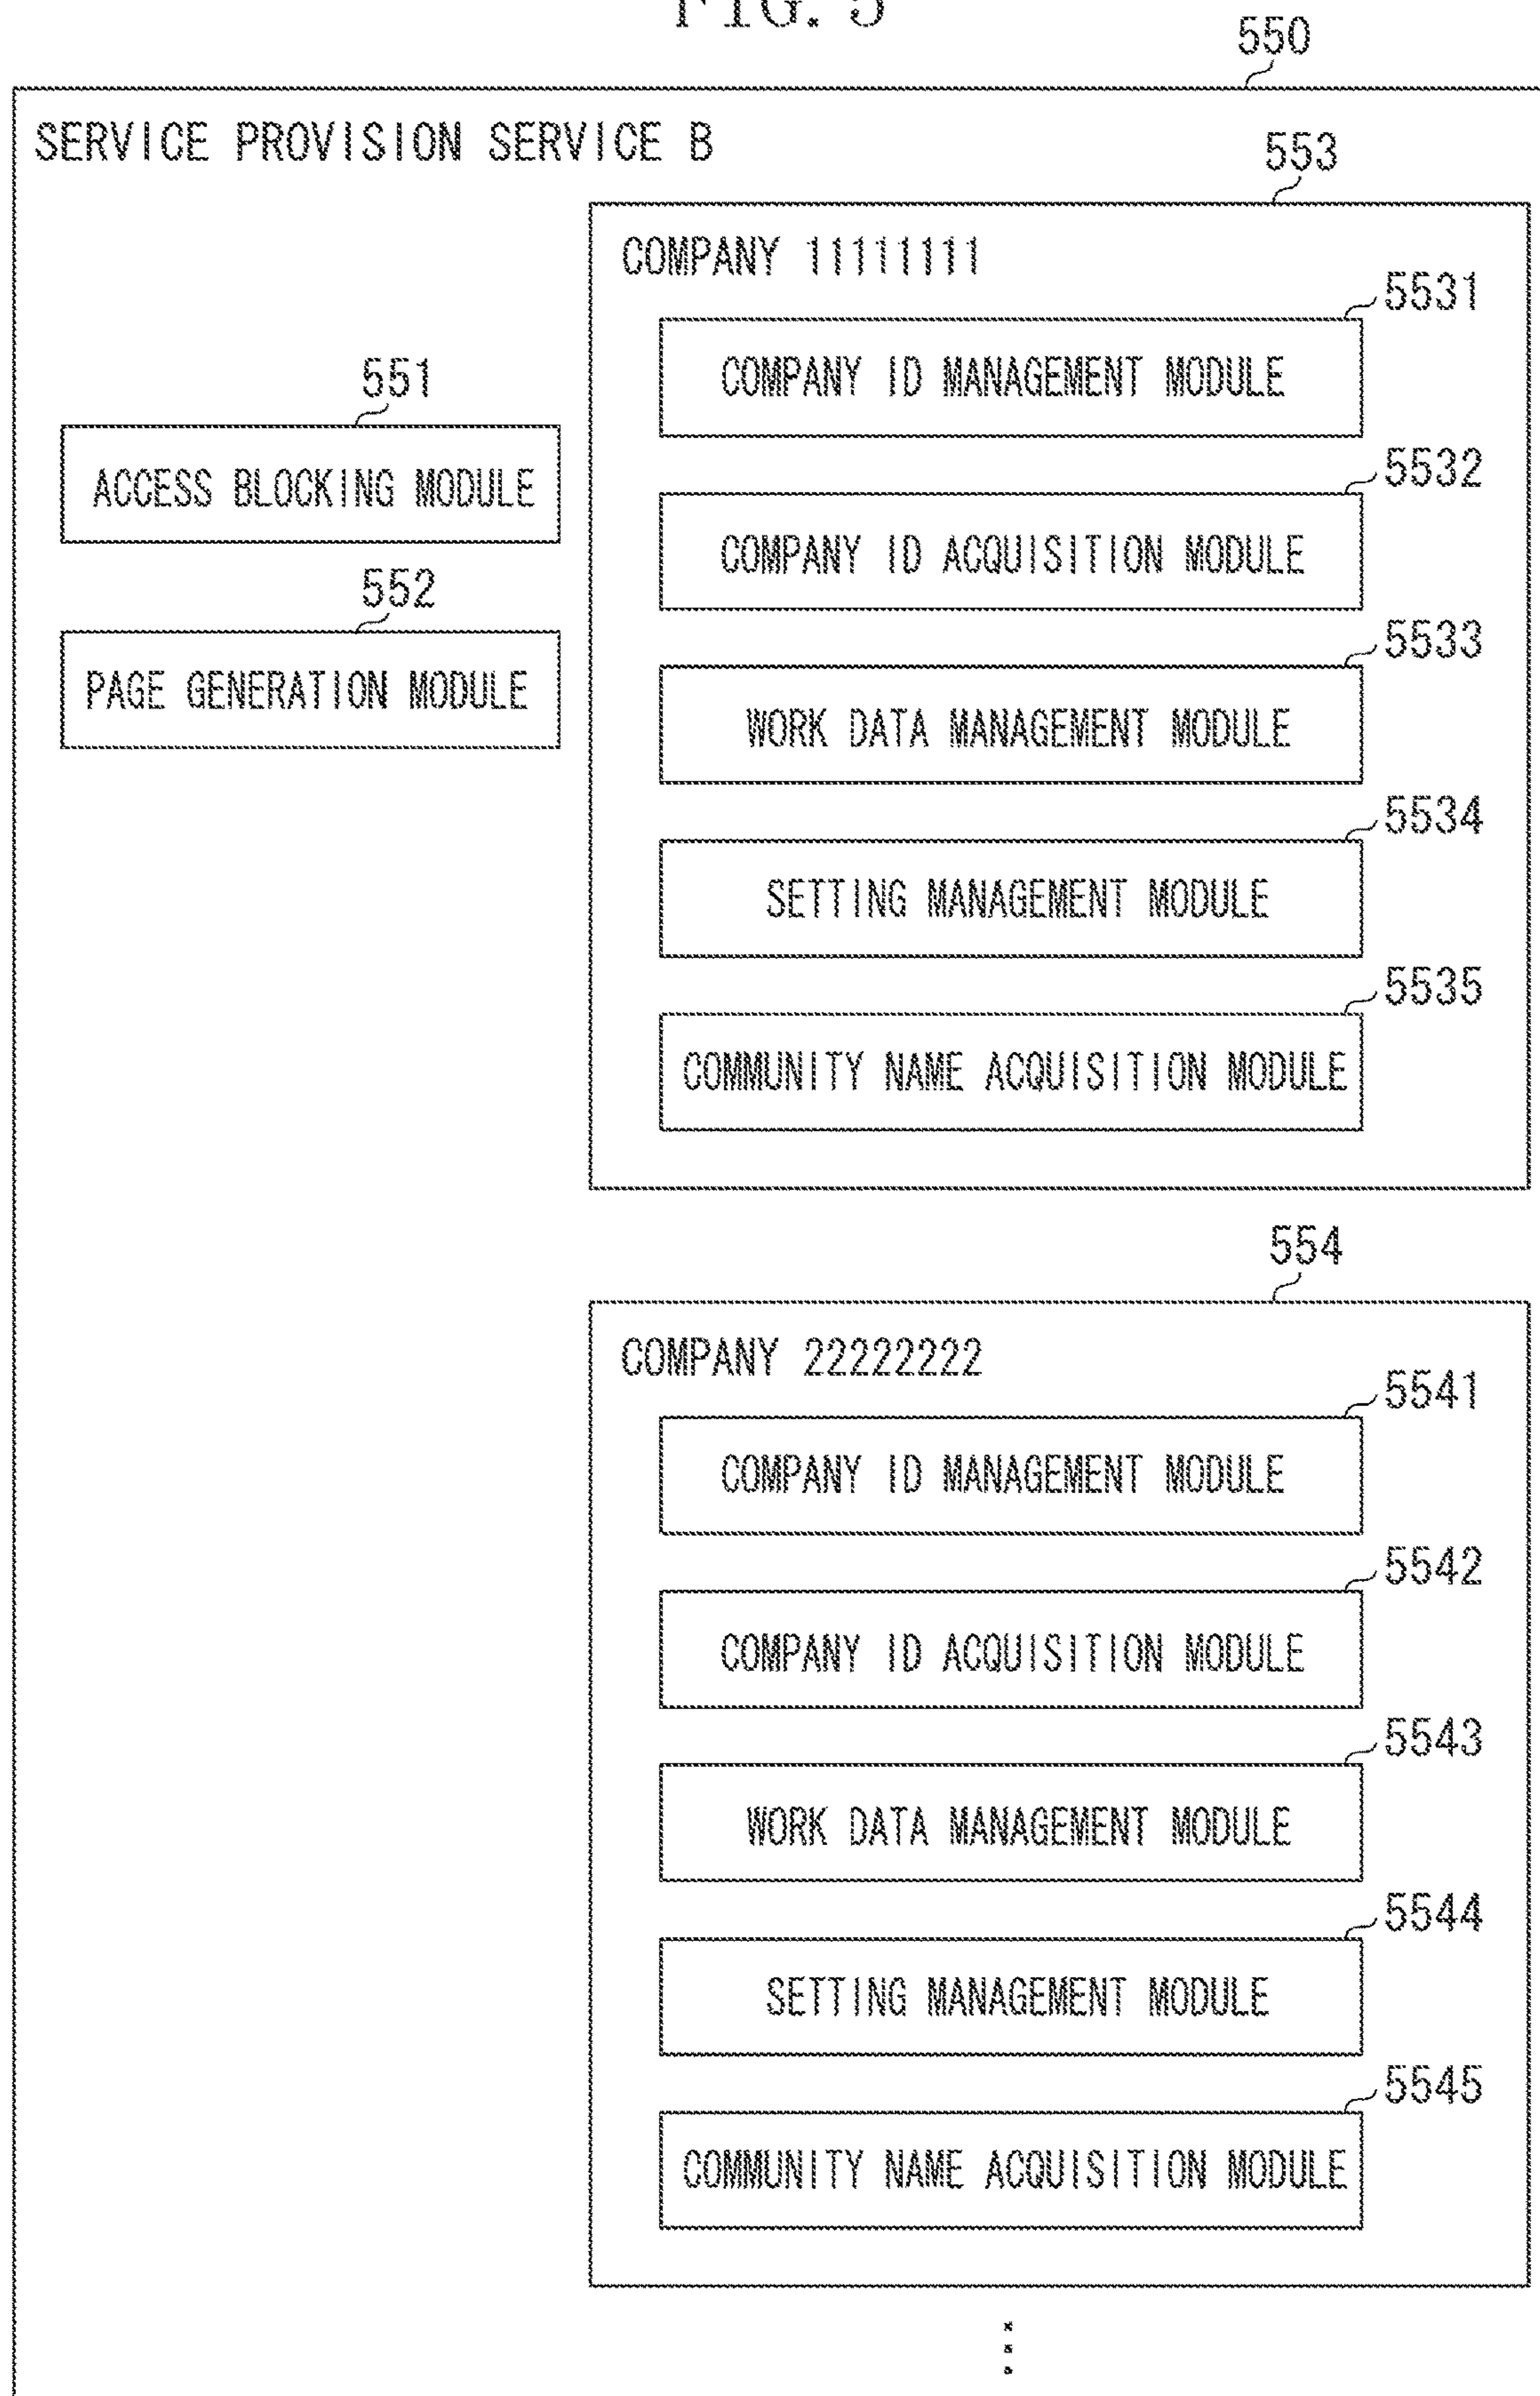 FIG. 5
550
SERVICE PROVISION SERVICE B
553
COMPANY 11111111
5531
COMPANY ID MANAGEMENT MODULE
551
ACCESS BLOCKING MODULE
5532
COMPANY ID ACQUISITION MODULE
552
PAGE GENERATION MODULE
5533
WORK DATA MANAGEMENT MODULE
5534
SETTING MANAGEMENT MODULE
5535
COMMUNITY NAME ACQUISITION MODULE
554
COMPANY 22222222
5541
COMPANY ID MANAGEMENT MODULE
5542
COMPANY ID ACQUISITION MODULE
5543
WORK DATA MANAGEMENT MODULE
5544
SETTING MANAGEMENT MODULE
5545
COMMUNITY NAME ACQUISITION MODULE